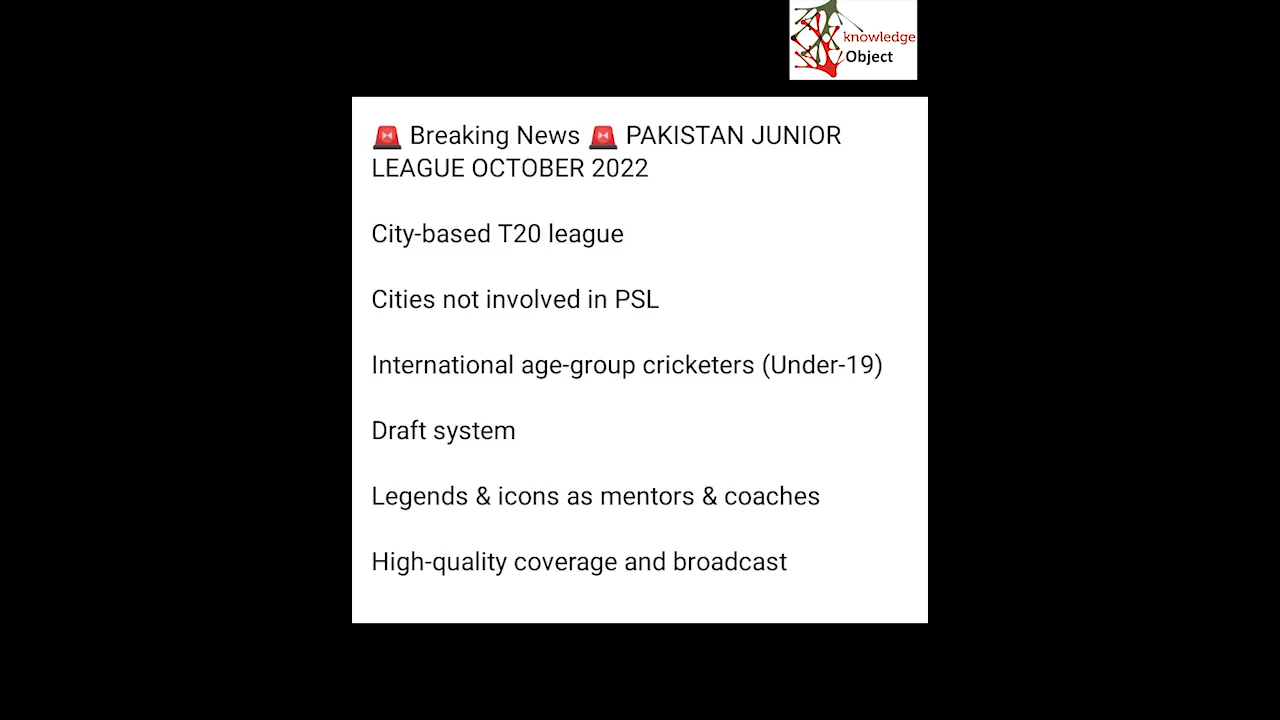 knowledge
Object
🚨 Breaking News 🚨 PAKISTAN JUNIOR
LEAGUE OCTOBER 2022
City-based T20 league
Cities not involved in PSL
International age-group cricketers (Under-19)
Draft system
Legends & icons as mentors & coaches
High-quality coverage and broadcast